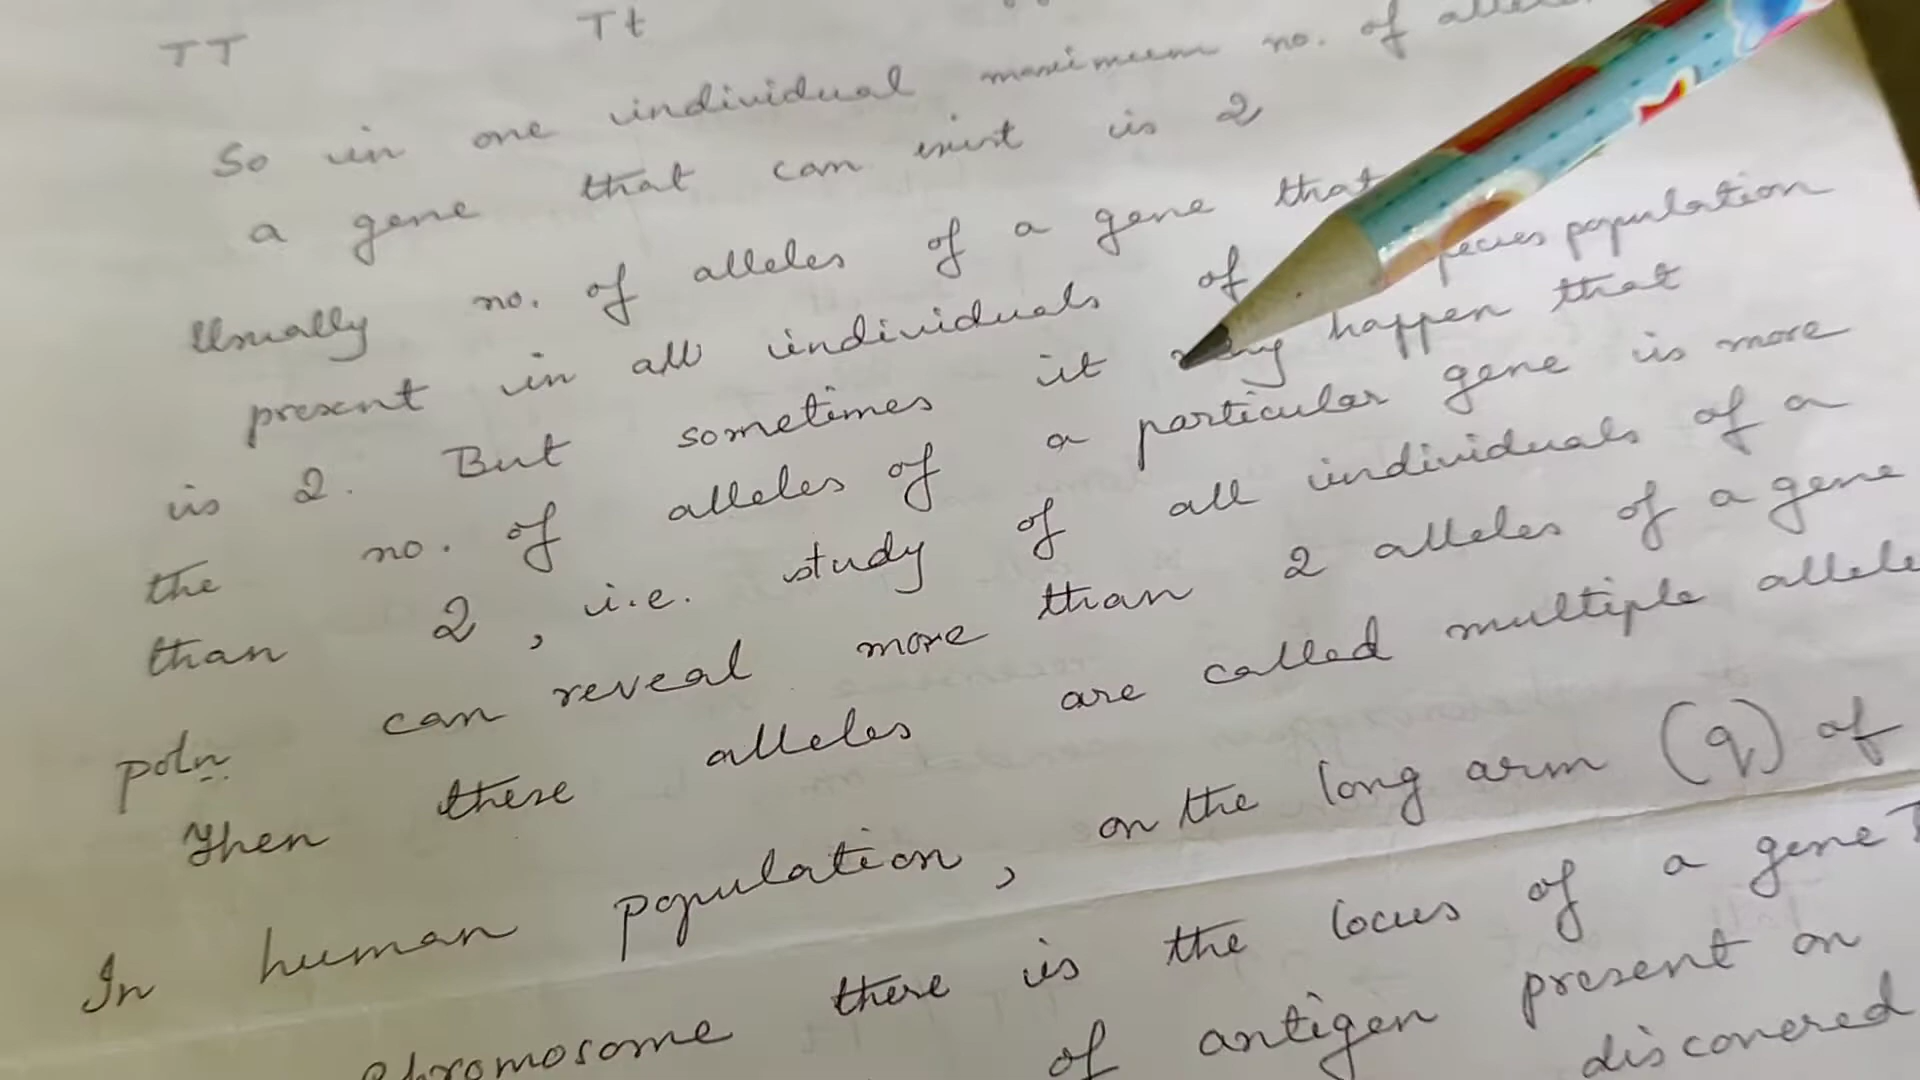 TT Tt
So in one individual maximum no. of
a gene that can exist is 2
Usually no. of alleles of a gene that
present in all individuals of population
is 2. But sometimes it may happen that
the no. of alleles of a particular gene is more
than 2, i.e. study of all individuals of a
potn can reveal more than 2 alleles of a gene
Then these alleles are called multiple allele
In human population, on the long arm (q) of
chromosome there is the locus of a gene
of antigen present on
discovered